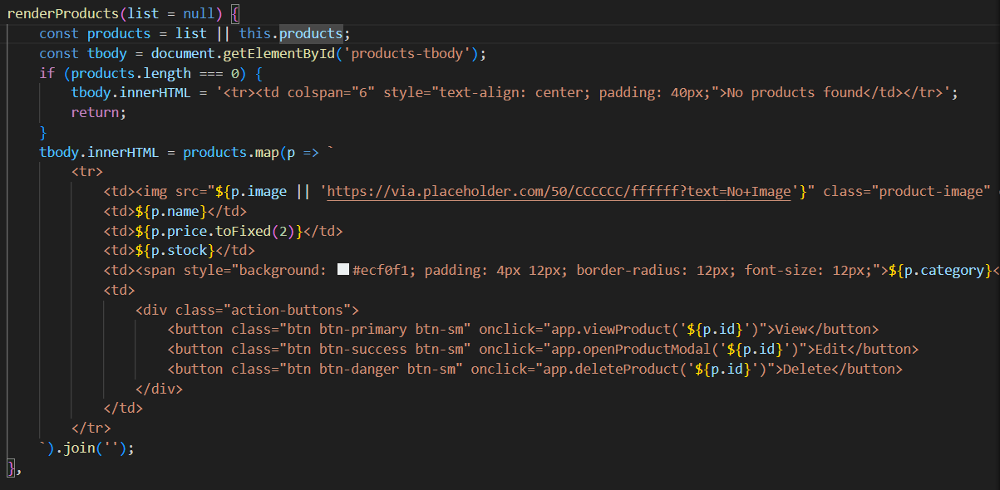 renderProducts(list = null) {
const products = list || this.products;
const tbody = document.getElementById('products-tbody');
if (products.length === 0) {
tbody.innerHTML = '<tr><td colspan="6" style="text-align: center; padding: 40px;">No products found</td></tr>';
return;
}
tbody.innerHTML = products.map(p => `
<tr>
<td><img src="${p.image || 'https://via.placeholder.com/50/CCCCCC/ffffff?text=No+Image'}" class="product-image"
<td>${p.name}</td>
<td>${p.price.toFixed(2)}</td>
<td>${p.stock}</td>
<td><span style="background: #ecf0f1; padding: 4px 12px; border-radius: 12px; font-size: 12px;">${p.category}<
<td>
<div class="action-buttons">
<button class="btn btn-primary btn-sm" onclick="app.viewProduct('${p.id}')">View</button>
<button class="btn btn-success btn-sm" onclick="app.openProductModal('${p.id}')">Edit</button>
<button class="btn btn-danger btn-sm" onclick="app.deleteProduct('${p.id}')">Delete</button>
</div>
</td>
</tr>
`).join('');
},